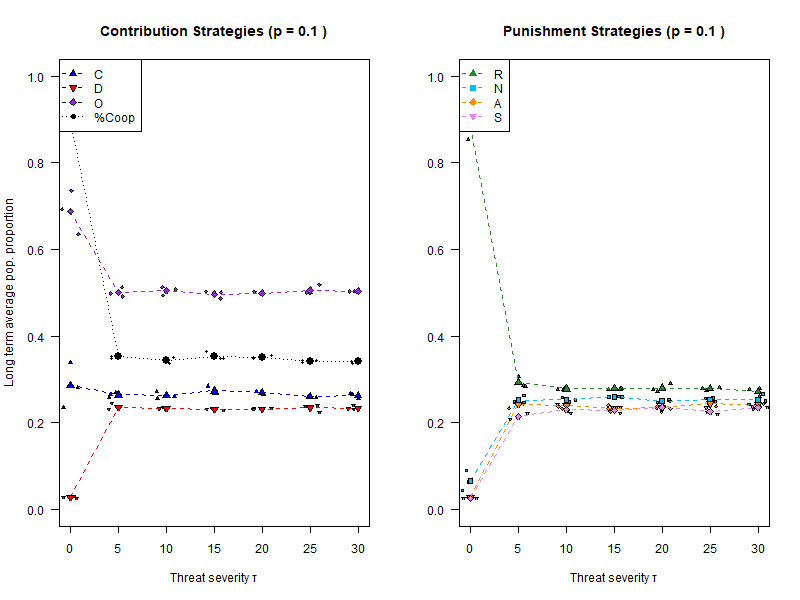 Contribution Strategies (p = 0.1 )
Long term average pop. proportion
1.0
0.8
0.6
0.4
0.2
0.0
C
D
O
%Coop
0 5 10 15 20 25 30
Threat severity τ
Punishment Strategies (p = 0.1 )
1.0
0.8
0.6
0.4
0.2
0.0
R
N
A
S
0 5 10 15 20 25 30
Threat severity τ